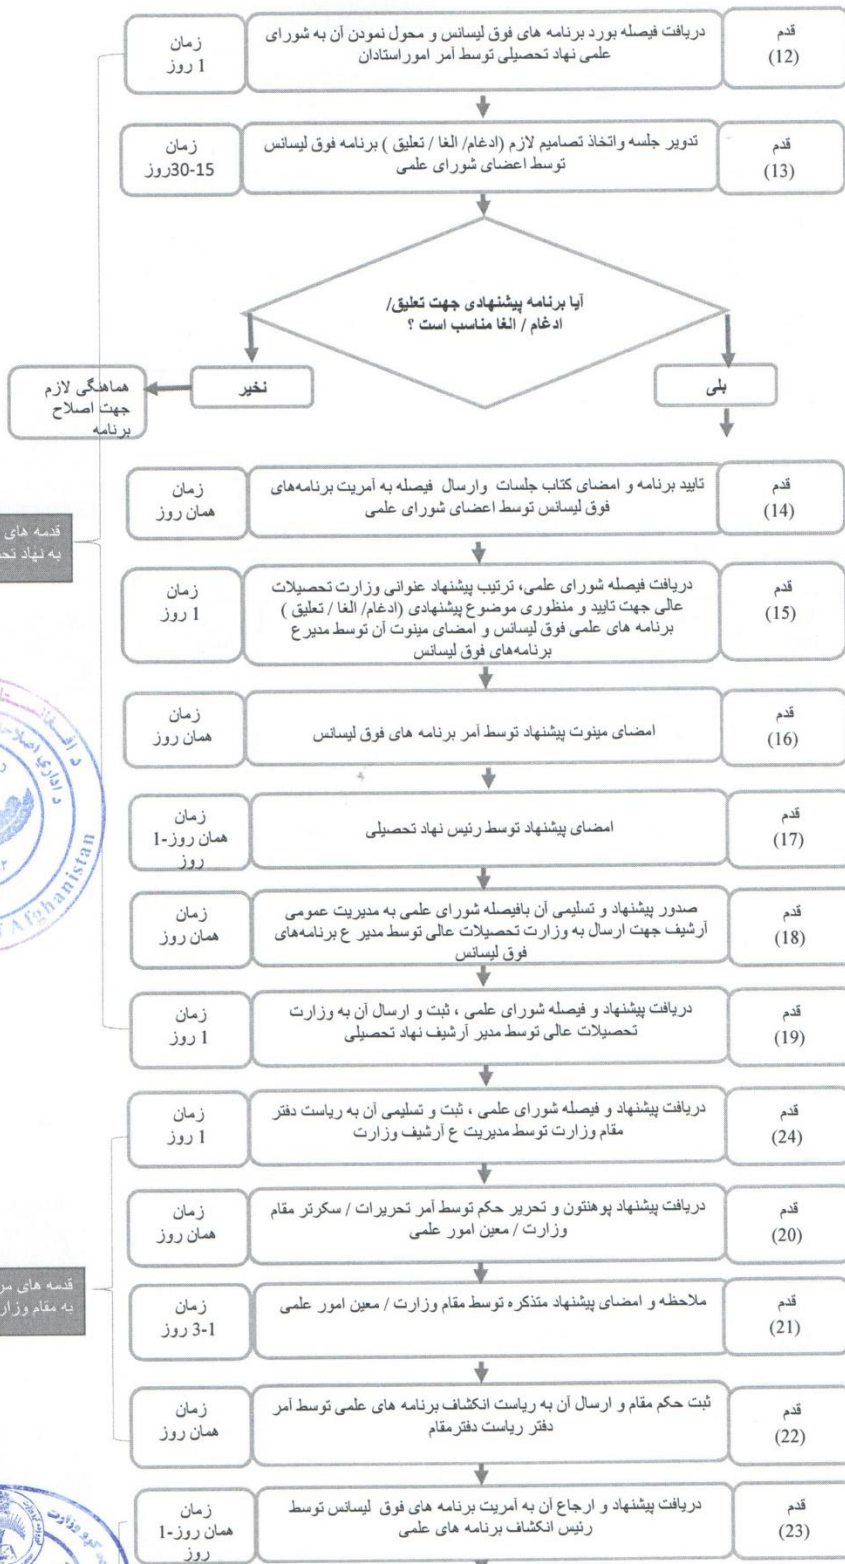 قدم
(12)
دریافت فیصله بورد برنامه های فوق لیسانس و محول نمودن آن به شورای
علمی نهاد تحصیلی توسط آمر اموراستادان
زمان
1 روز
قدم
(13)
تدویر جلسه واتخاذ تصامیم لازم (ادغام/ الغا / تعلیق ) برنامه فوق لیسانس
توسط اعضای شورای علمی
زمان
30-15روز
آیا برنامه پیشنهادی جهت تعلیق/
ادغام / الغا مناسب است ؟
بلی
نخیر
هماهنگی لازم
جهت اصلاح
برنامه
قدم
(14)
تایید برنامه و امضای کتاب جلسات وارسال فیصله به آمریت برنامه‌های
فوق لیسانس توسط اعضای شورای علمی
زمان
همان روز
قدمه های
به نهاد
قدم
(15)
دریافت فیصله شورای علمی، ترتیب پیشنهاد عنوانی وزارت تحصیلات
عالی جهت تایید و منظوری موضوع پیشنهادی (ادغام/ الغا / تعلیق )
برنامه های علمی فوق لیسانس و امضای مینوت آن توسط مدیرع
برنامه‌های فوق لیسانس
زمان
1 روز
قدم
(16)
امضای مینوت پیشنهاد توسط آمر برنامه های فوق لیسانس
زمان
همان روز
قدم
(17)
امضای پیشنهاد توسط رئیس نهاد تحصیلی
زمان
همان روز-1
روز
قدم
(18)
صدور پیشنهاد و تسلیمی آن بافیصله شورای علمی به مدیریت عمومی
آرشیف جهت ارسال به وزارت تحصیلات عالی توسط مدیر ع برنامه‌های
فوق لیسانس
زمان
همان روز
قدم
(19)
دریافت پیشنهاد و فیصله شورای علمی ، ثبت و ارسال آن به وزارت
تحصیلات عالی توسط مدیر آرشیف نهاد تحصیلی
زمان
1 روز
قدم
(24)
دریافت پیشنهاد و فیصله شورای علمی ، ثبت و تسلیمی آن به ریاست دفتر
مقام وزارت توسط مدیریت ع آرشیف وزارت
زمان
1 روز
قدم
(20)
دریافت پیشنهاد پوهنتون و تحریر حکم توسط آمر تحریرات / سکرتر مقام
وزارت / معین امور علمی
زمان
همان روز
قدمه های
به مقام
قدم
(21)
ملاحظه و امضای پیشنهاد متذکره توسط مقام وزارت / معین امور علمی
زمان
3-1 روز
قدم
(22)
ثبت حکم مقام و ارسال آن به ریاست انکشاف برنامه های علمی توسط آمر
دفتر ریاست دفترمقام
زمان
همان روز
قدم
(23)
دریافت پیشنهاد و ارجاع آن به آمریت برنامه های فوق لیسانس توسط
رئیس انکشاف برنامه های علمی
زمان
همان روز-1
روز
د اداري
Afghanistan